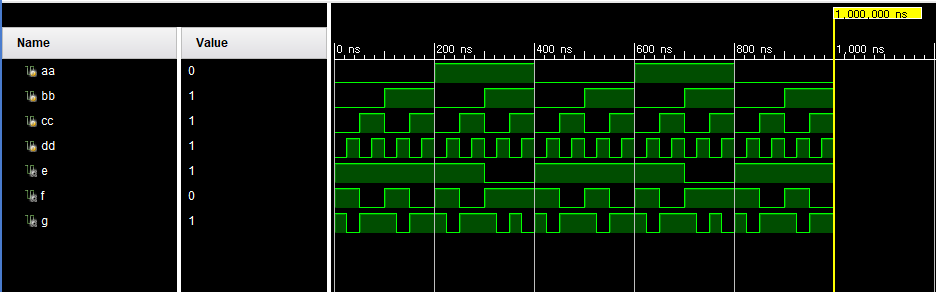 1,000,000 ns
Name Value
0 ns 200 ns 400 ns 600 ns 800 ns 1,000 ns
aa 0
bb 1
cc 1
dd 1
e 1
f 0
g 1